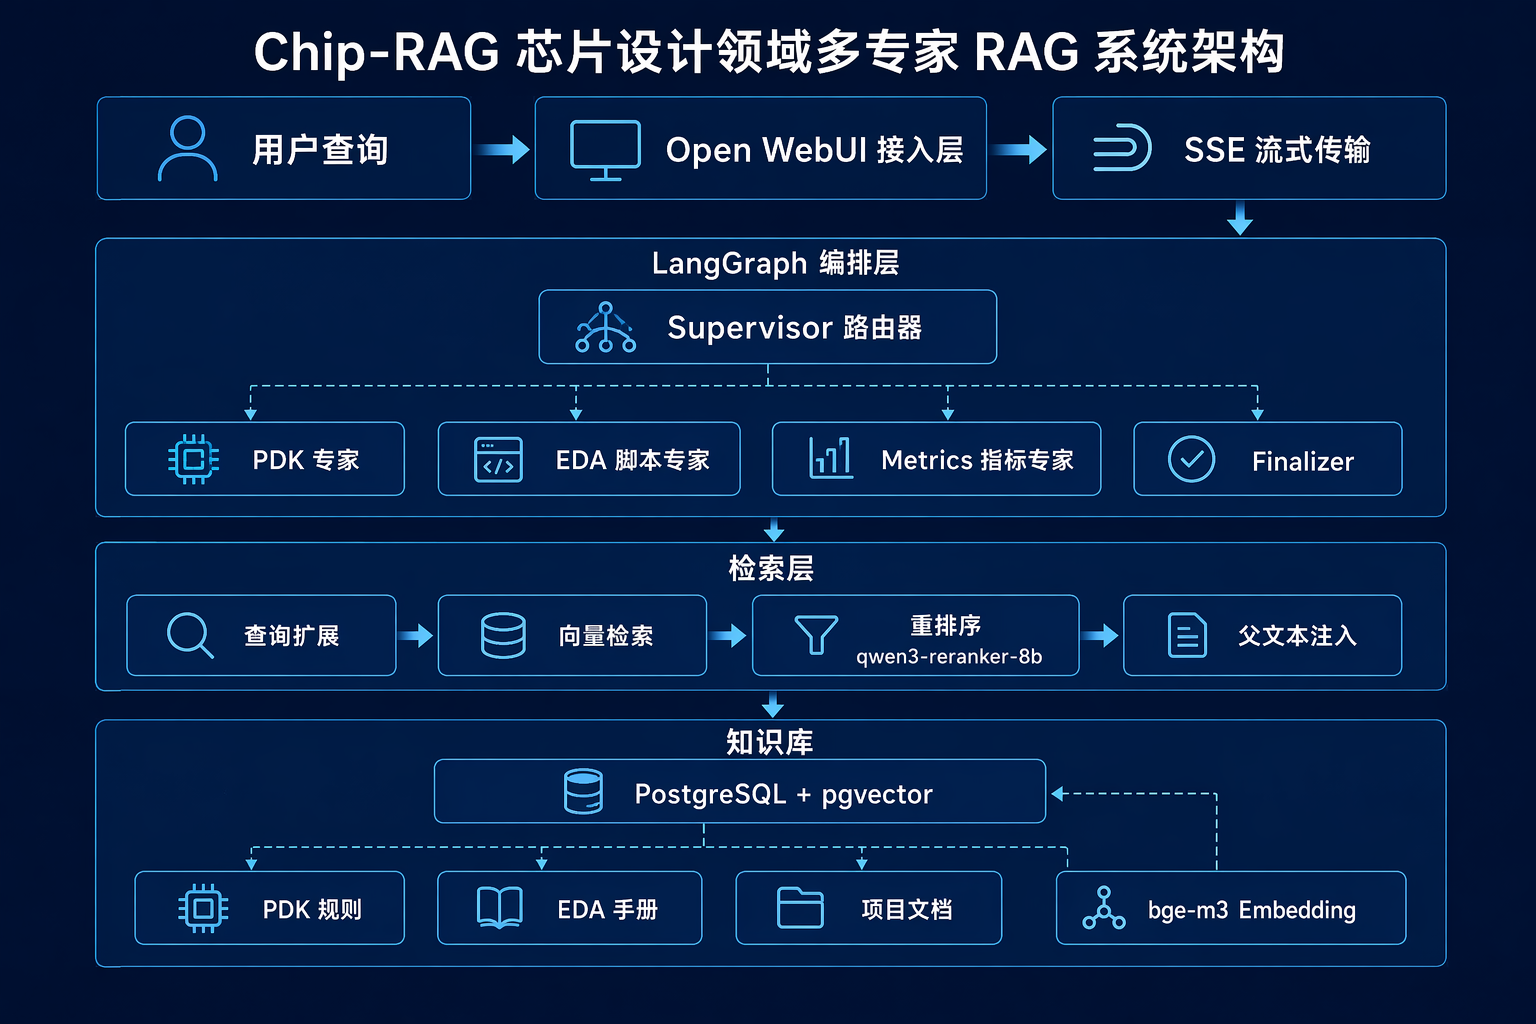 Chip-RAG 芯片设计领域多专家 RAG 系统架构
用户查询
Open WebUI 接入层
SSE 流式传输
LangGraph 编排层
Supervisor 路由器
PDK 专家
EDA 脚本专家
Metrics 指标专家
Finalizer
检索层
查询扩展
向量检索
重排序
qwen3-reranker-8b
父文本注入
知识库
PostgreSQL + pgvector
PDK 规则
EDA 手册
项目文档
bge-m3 Embedding